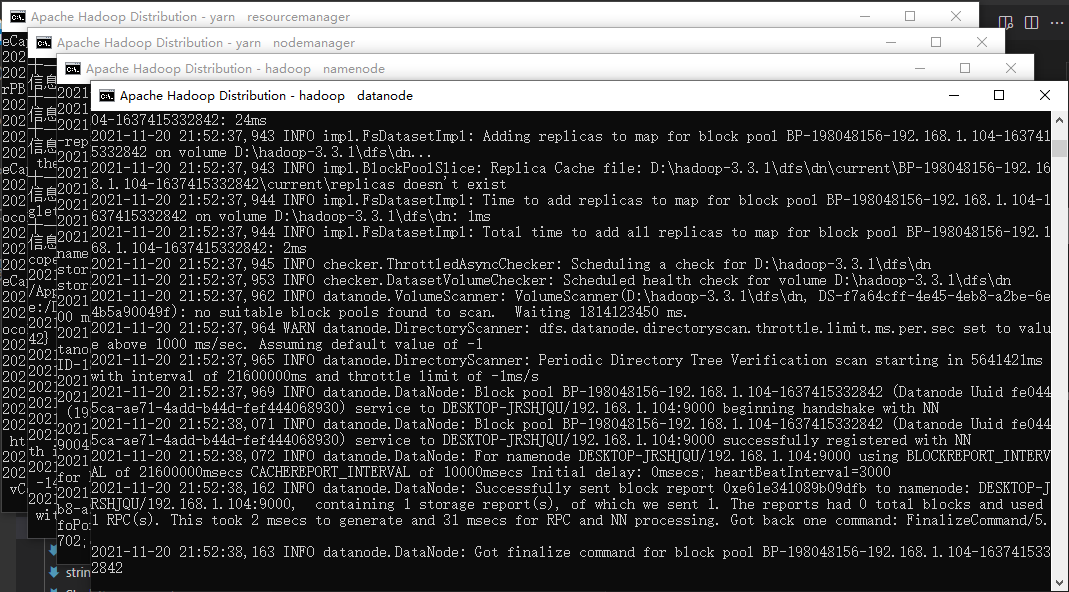 Apache Hadoop Distribution - yarn   resourcemanager
Apache Hadoop Distribution - yarn   nodemanager
Apache Hadoop Distribution - hadoop   namenode
Apache Hadoop Distribution - hadoop   datanode
04-1637415332842: 24ms
2021-11-20 21:52:37,943 INFO impl.FsDatasetImpl: Adding replicas to map for block pool BP-198048156-192.168.1.104-163741
5332842 on volume D:\hadoop-3.3.1\dfs\dn...
2021-11-20 21:52:37,943 INFO impl.BlockPoolSlice: Replica Cache file: D:\hadoop-3.3.1\dfs\dn\current\BP-198048156-192.16
8.1.104-1637415332842\current\replicas doesn't exist
2021-11-20 21:52:37,944 INFO impl.FsDatasetImpl: Time to add replicas to map for block pool BP-198048156-192.168.1.104-1
637415332842 on volume D:\hadoop-3.3.1\dfs\dn: 1ms
2021-11-20 21:52:37,944 INFO impl.FsDatasetImpl: Total time to add all replicas to map for block pool BP-198048156-192.1
68.1.104-1637415332842: 2ms
2021-11-20 21:52:37,945 INFO checker.ThrottledAsyncChecker: Scheduling a check for D:\hadoop-3.3.1\dfs\dn
2021-11-20 21:52:37,953 INFO checker.DatasetVolumeChecker: Scheduled health check for volume D:\hadoop-3.3.1\dfs\dn
2021-11-20 21:52:37,962 INFO datanode.VolumeScanner: VolumeScanner(D:\hadoop-3.3.1\dfs\dn, DS-f7a64cff-4e45-4eb8-a2be-6e
4b5a90049f): no suitable block pools found to scan.  Waiting 1814123450 ms.
2021-11-20 21:52:37,964 WARN datanode.DirectoryScanner: dfs.datanode.directoryscan.throttle.limit.ms.per.sec set to valu
e above 1000 ms/sec. Assuming default value of -1
2021-11-20 21:52:37,965 INFO datanode.DirectoryScanner: Periodic Directory Tree Verification scan starting in 5641421ms
with interval of 21600000ms and throttle limit of -1ms/s
2021-11-20 21:52:37,969 INFO datanode.DataNode: Block pool BP-198048156-192.168.1.104-1637415332842 (Datanode Uuid fe044
5ca-ae71-4add-b44d-fef444068930) service to DESKTOP-JRSHJQU/192.168.1.104:9000 beginning handshake with NN
2021-11-20 21:52:38,071 INFO datanode.DataNode: Block pool BP-198048156-192.168.1.104-1637415332842 (Datanode Uuid fe044
5ca-ae71-4add-b44d-fef444068930) service to DESKTOP-JRSHJQU/192.168.1.104:9000 successfully registered with NN
2021-11-20 21:52:38,072 INFO datanode.DataNode: For namenode DESKTOP-JRSHJQU/192.168.1.104:9000 using BLOCKREPORT_INTERV
AL of 21600000msecs CACHEREPORT_INTERVAL of 10000msecs Initial delay: 0msecs; heartBeatInterval=3000
2021-11-20 21:52:38,162 INFO datanode.DataNode: Successfully sent block report 0xe61e341089b09dfb to namenode: DESKTOP-J
RSHJQU/192.168.1.104:9000,  containing 1 storage report(s), of which we sent 1. The reports had 0 total blocks and used
1 RPC(s). This took 2 msecs to generate and 31 msecs for RPC and NN processing. Got back one command: FinalizeCommand/5.
2021-11-20 21:52:38,163 INFO datanode.DataNode: Got finalize command for block pool BP-198048156-192.168.1.104-163741533
2842